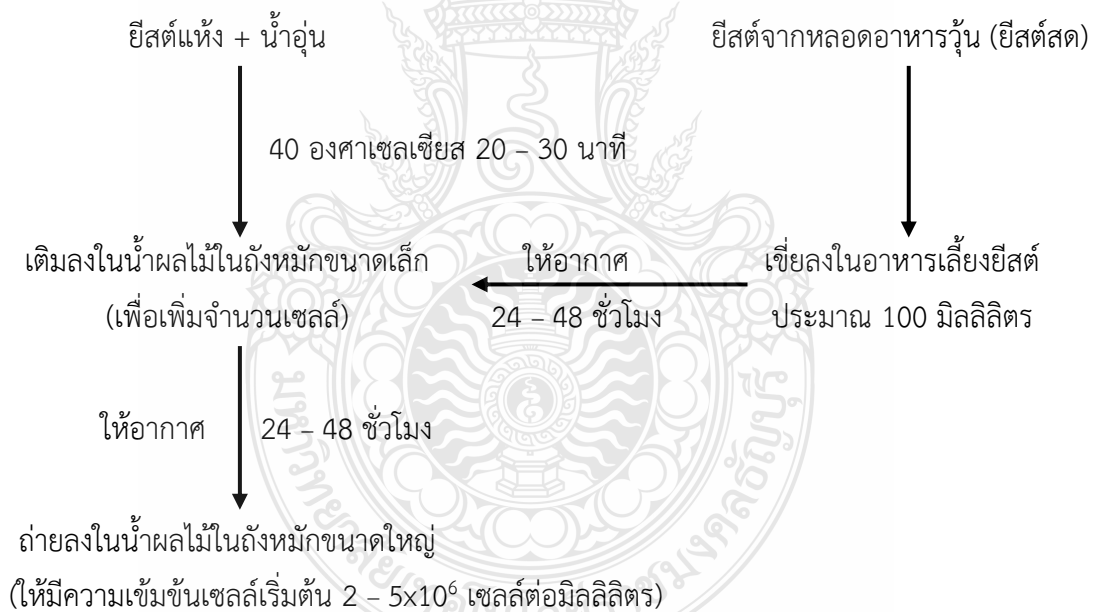 ยีสต์แห้ง + น้ำอุ่น
ยีสต์จากหลอดอาหารวุ้น (ยีสต์สด)
40 องศาเซลเซียส 20 – 30 นาที
เติมลงในน้ำผลไม้ในถังหมักขนาดเล็ก
(เพื่อเพิ่มจำนวนเซลล์)
ให้อากาศ
24 – 48 ชั่วโมง
เขี่ยลงในอาหารเลี้ยงยีสต์
ประมาณ 100 มิลลิลิตร
ให้อากาศ 24 – 48 ชั่วโมง
ถ่ายลงในน้ำผลไม้ในถังหมักขนาดใหญ่
(ให้มีความเข้มข้นเซลล์เริ่มต้น 2 – 5x10⁶ เซลล์ต่อมิลลิลิตร)